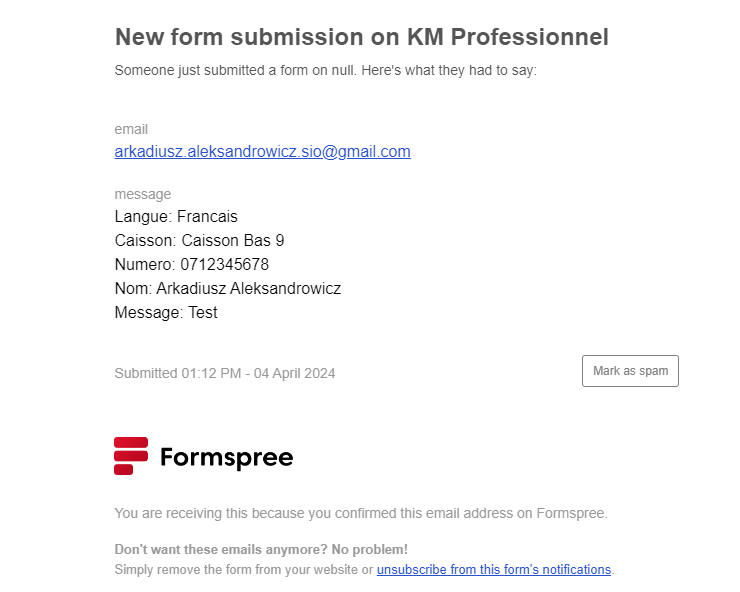 New form submission on KM Professionnel
Someone just submitted a form on null. Here's what they had to say:
email
arkadiusz.aleksandrowicz.sio@gmail.com
message
Langue: Francais
Caisson: Caisson Bas 9
Numero: 0712345678
Nom: Arkadiusz Aleksandrowicz
Message: Test
Submitted 01:12 PM - 04 April 2024
Mark as spam
Formspree
You are receiving this because you confirmed this email address on Formspree.
Don't want these emails anymore? No problem!
Simply remove the form from your website or unsubscribe from this form's notifications.